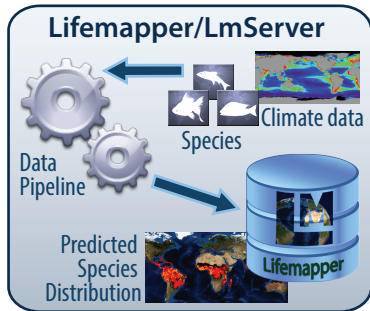 Lifemapper/LmServer
Climate data
Species
Data
Pipeline
LM
Lifemapper
Predicted
Species
Distribution